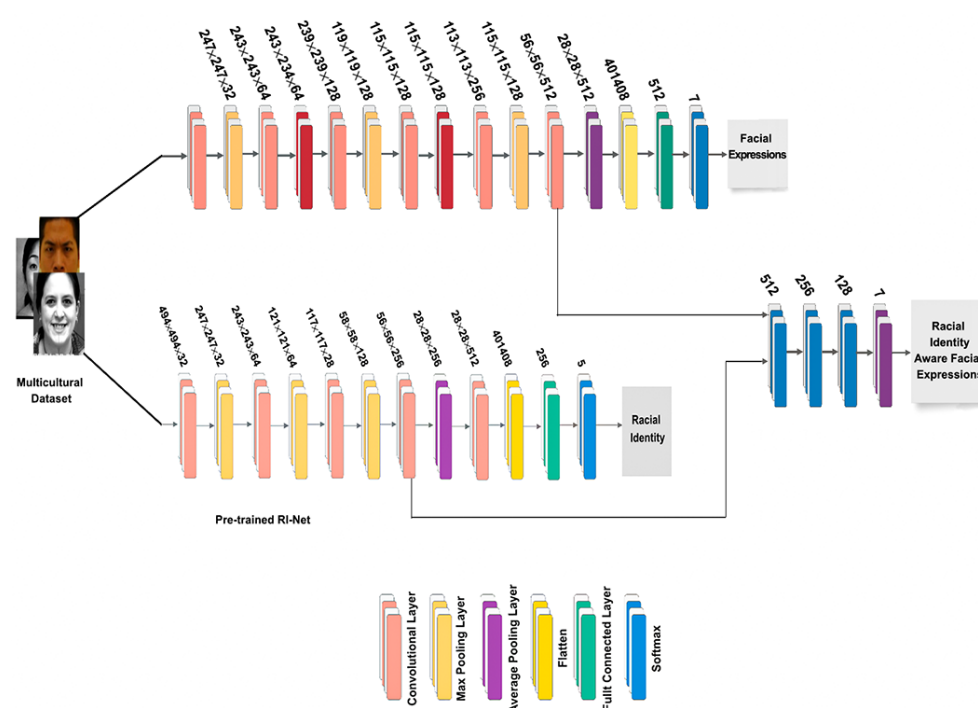 247×247×32
243×243×64
243×234×64
239×239×128
119×119×128
115×115×128
115×115×128
113×113×256
115×115×128
56×56×512
28×28×512
401408
512
7
Facial
Expressions
Multicultural
Dataset
494×494×32
247×247×32
243×243×64
121×121×64
117×117×28
58×58×128
56×56×256
28×28×256
28×28×512
401408
256
5
Racial
Identity
Pre-trained RI-Net
512
256
128
7
Racial
Identity
Aware Facial
Expressions
Convolutional Layer
Max Pooling Layer
Average Pooling Layer
Flatten
Fullt Connected Layer
Softmax